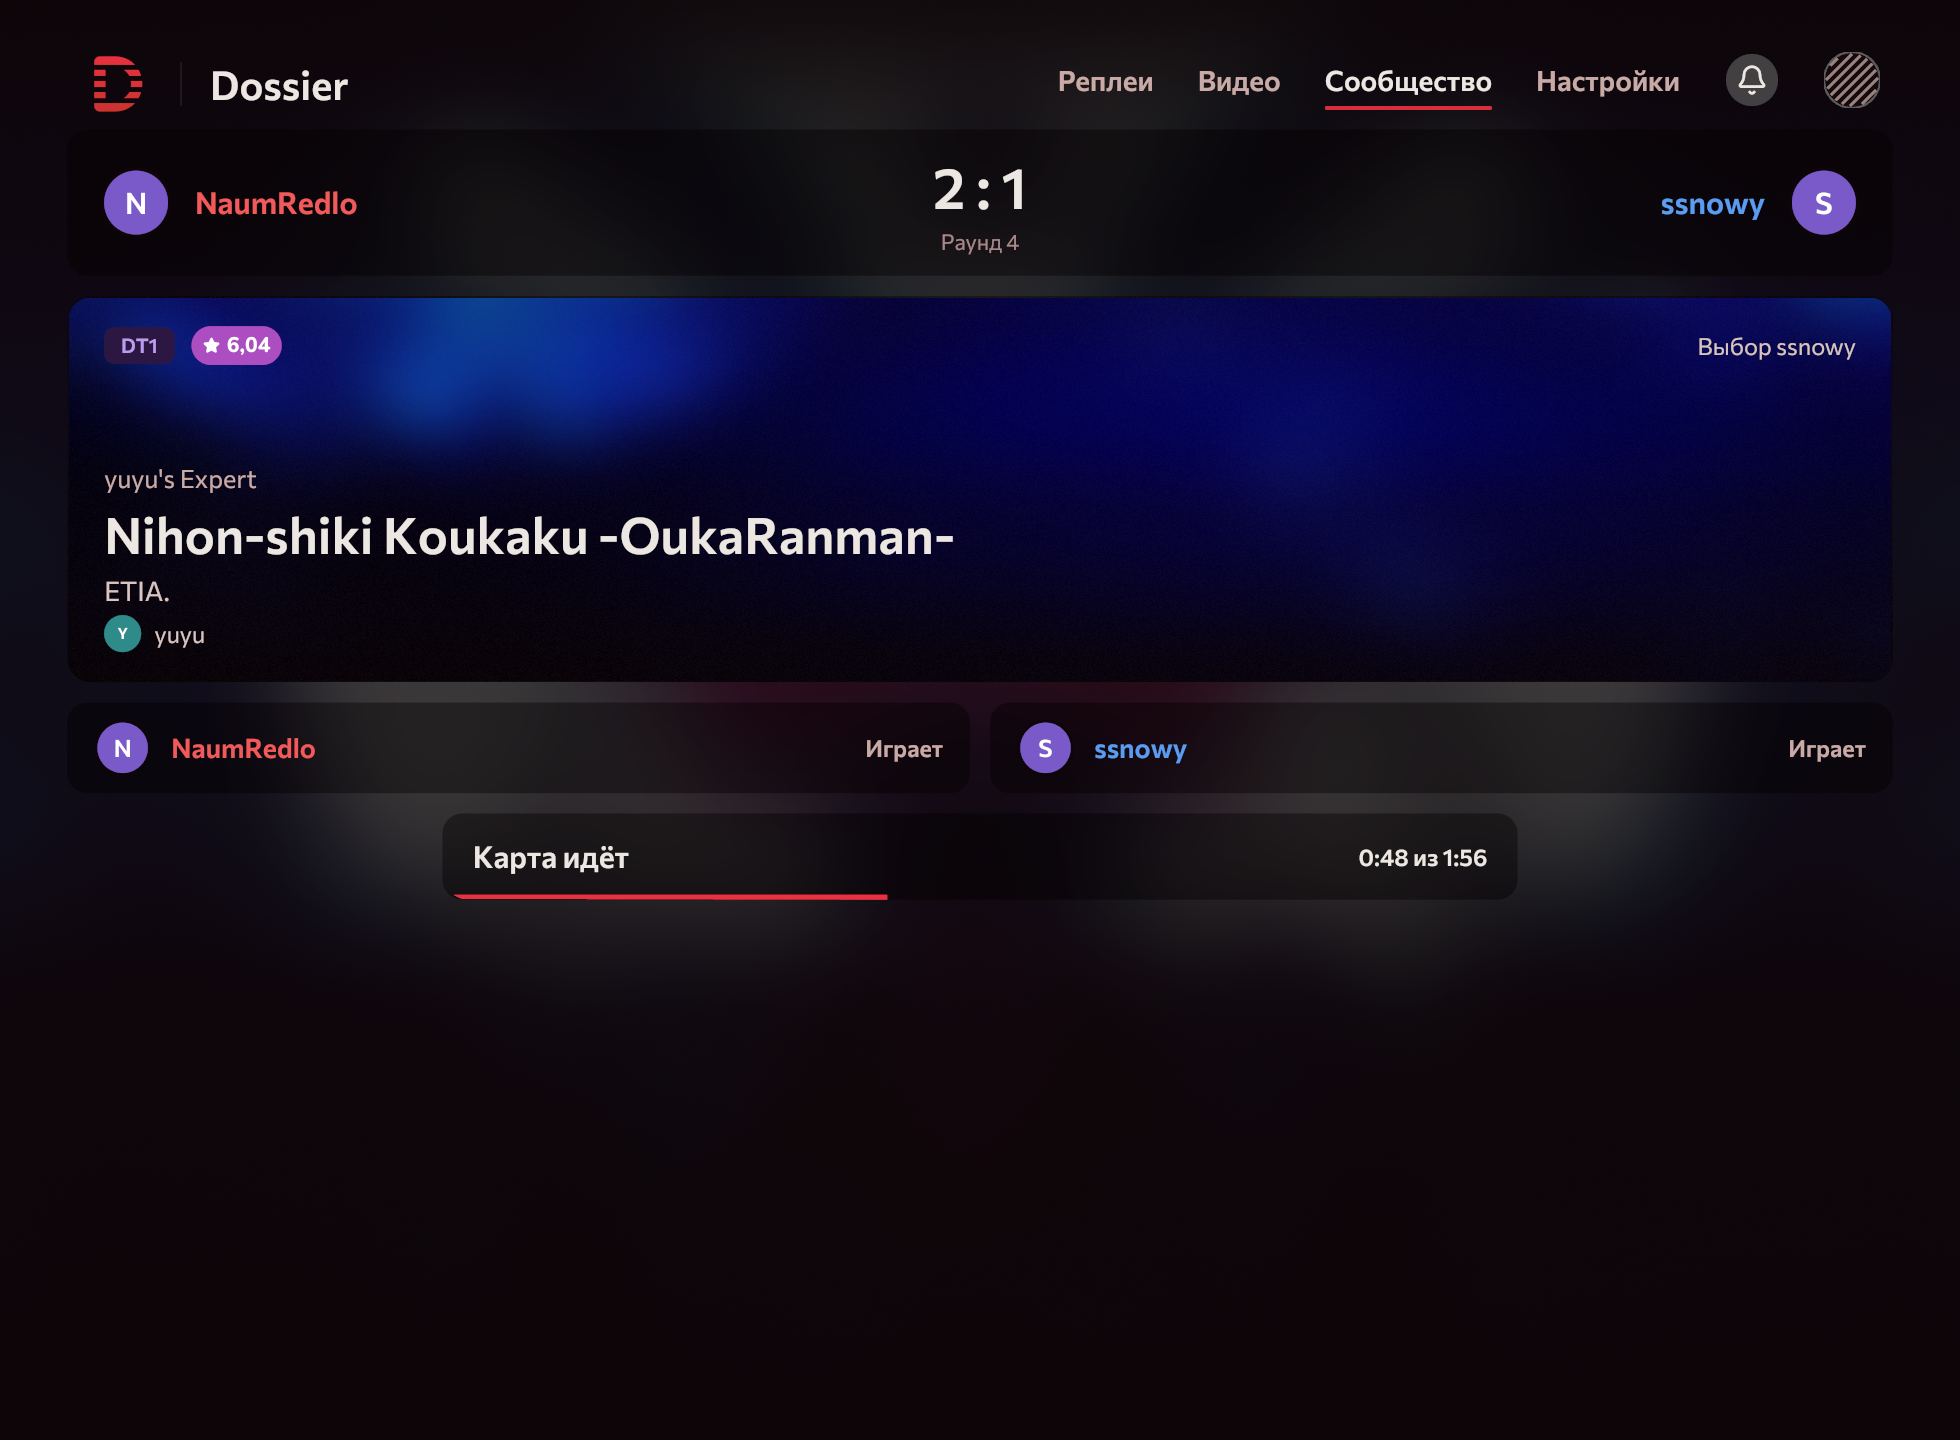 Dossier
Реплеи Видео Сообщество Настройки
N NaumRedlo
2:1
Раунд 4
ssnowy S
DT1 6,04
Выбор ssnowy
yuyu's Expert
Nihon-shiki Koukaku -OukaRanman-
ETIA.
Y yuyu
N NaumRedlo Играет
S ssnowy Играет
Карта идёт 0:48 из 1:56